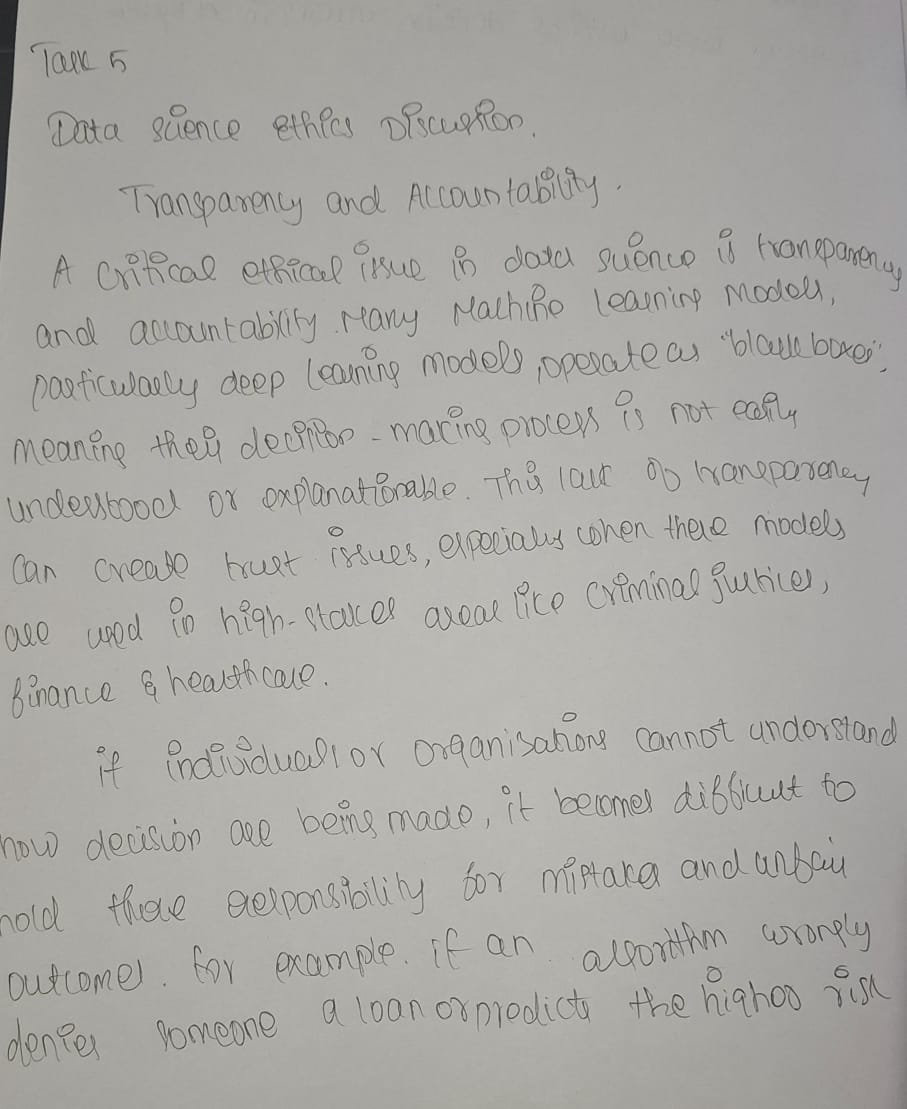 Task 5
Data science ethics Discussion.
Transparency and Accountability.
A critical ethical issue in data science is transparency
and accountability. Many Machine learning Models,
particularly deep learning models, operate as "black boxes",
meaning their decision-making process is not easily
understood or explanationable. This lack of transparency
can create trust issues, especially when these models
are used in high-stakes areas like criminal justices,
finance & healthcare.
if individuals or organisations cannot understand
how decision are being made, it becomes difficult to
hold these responsibility for mistakes and unfair
outcomes. for example. if an algorithm wrongly
denies someone a loan or predicts the higher risk